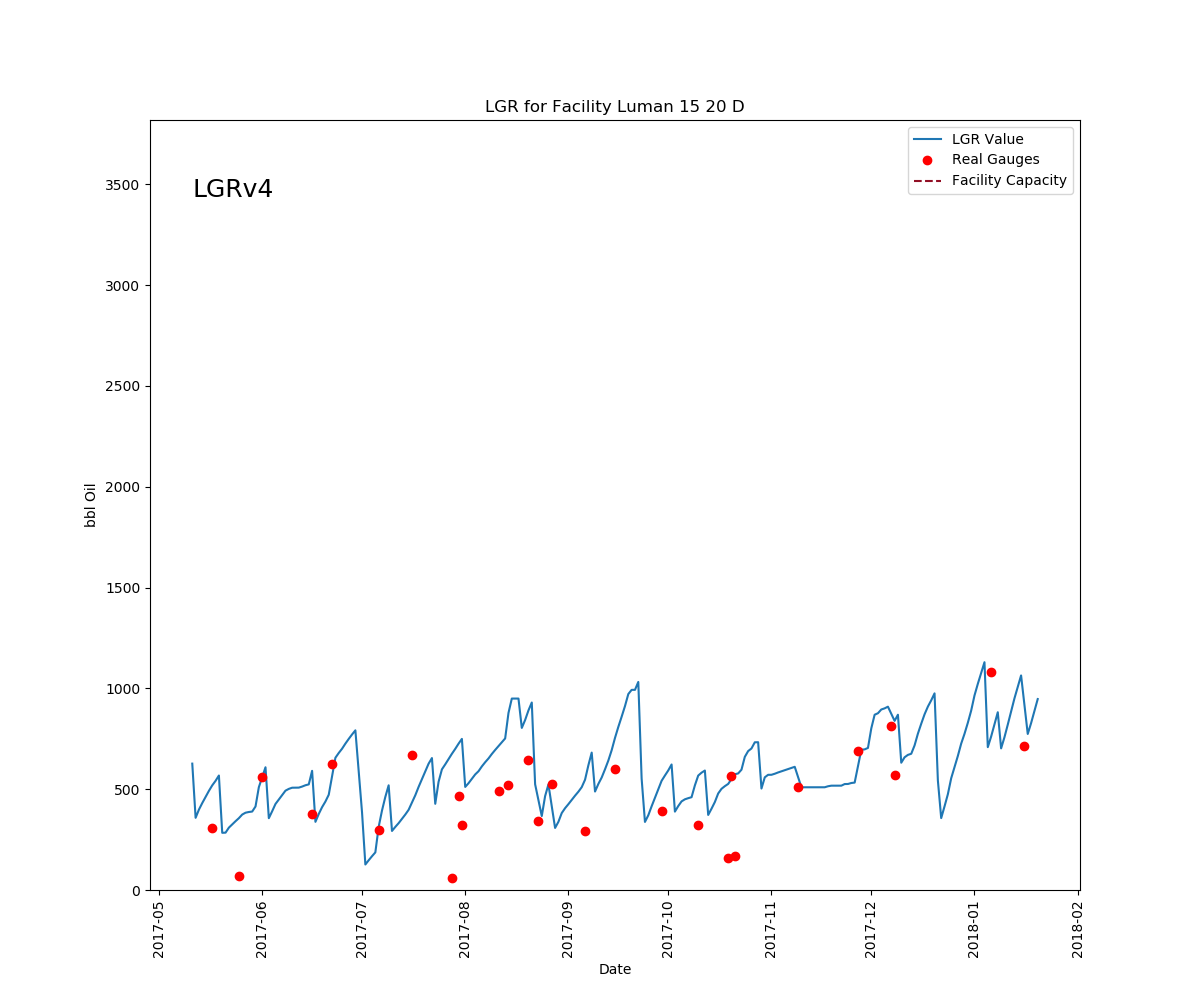 LGR for Facility Luman 15 20 D
LGR Value
Real Gauges
Facility Capacity
LGRv4
bbl Oil
3500
3000
2500
2000
1500
1000
500
0
2017-05
2017-06
2017-07
2017-08
2017-09
2017-10
2017-11
2017-12
2018-01
2018-02
Date